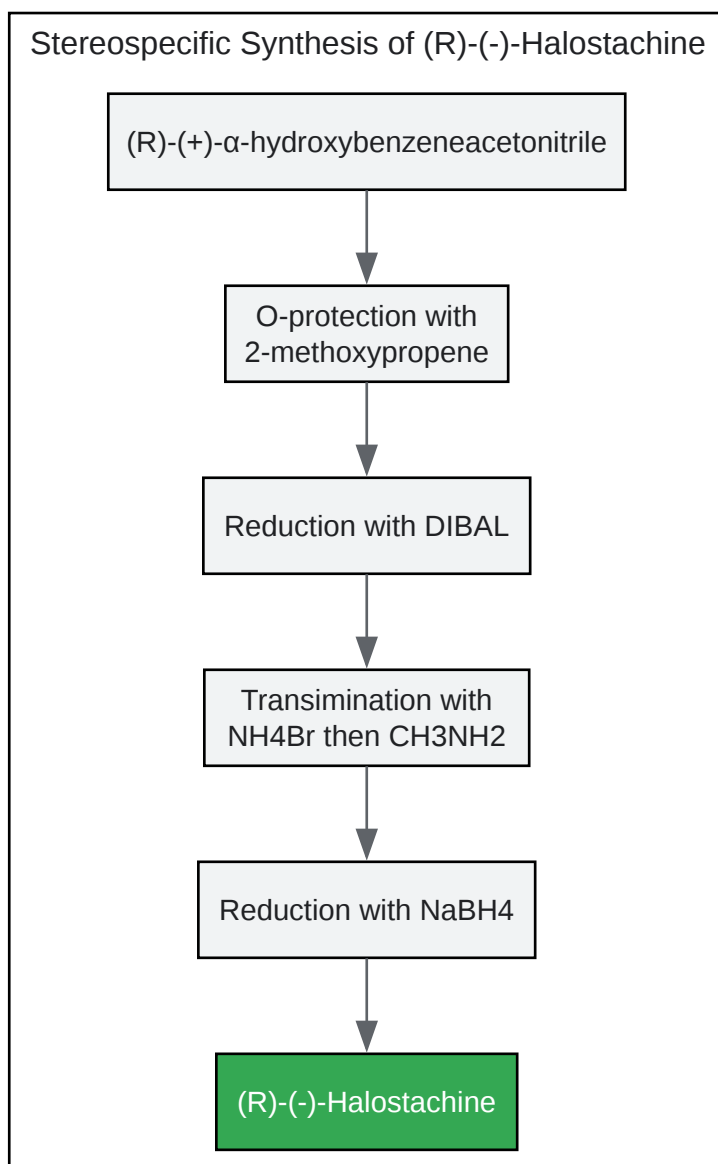 Stereospecific Synthesis of (R)-(-)-Halostachine
(R)-(+)-α-hydroxybenzeneacetonitrile
O-protection with
2-methoxypropene
Reduction with DIBAL
Transimination with
NH4Br then CH3NH2
Reduction with NaBH4
(R)-(-)-Halostachine